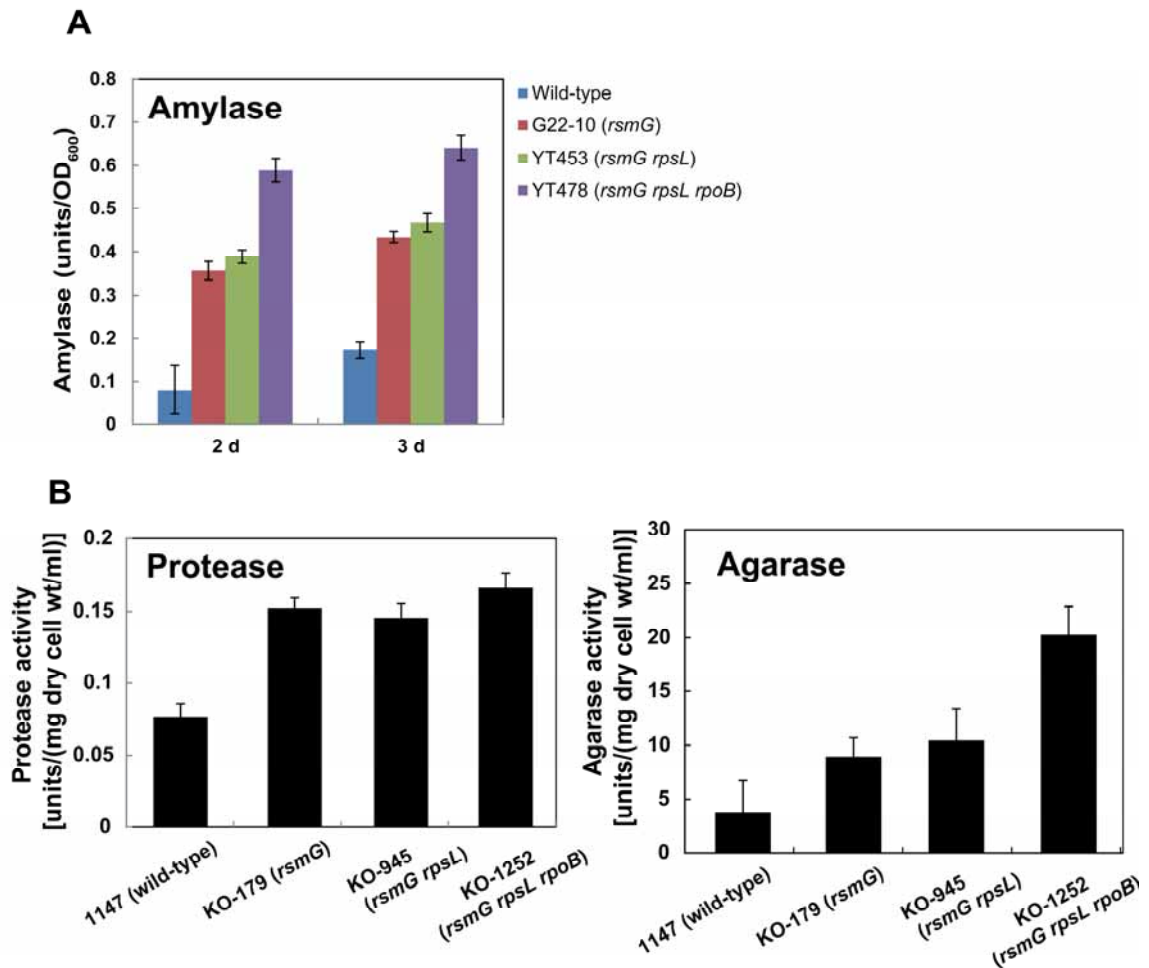 A
Amylase
Amylase (units/OD600)
0.8
0.7
0.6
0.5
0.4
0.3
0.2
0.1
0
2 d
3 d
Wild-type
G22-10 (rsmG)
YT453 (rsmG rpsL)
YT478 (rsmG rpsL rpoB)
B
Protease
Protease activity
[units/(mg dry cell wt/ml)]
0.2
0.15
0.1
0.05
0
1147 (wild-type)
KO-179 (rsmG)
KO-945
(rsmG rpsL)
KO-1252
(rsmG rpsL rpoB)
Agarase
Agarase activity
[units/(mg dry cell wt/ml)]
30
25
20
15
10
5
0
1147 (wild-type)
KO-179 (rsmG)
KO-945
(rsmG rpsL)
KO-1252
(rsmG rpsL rpoB)